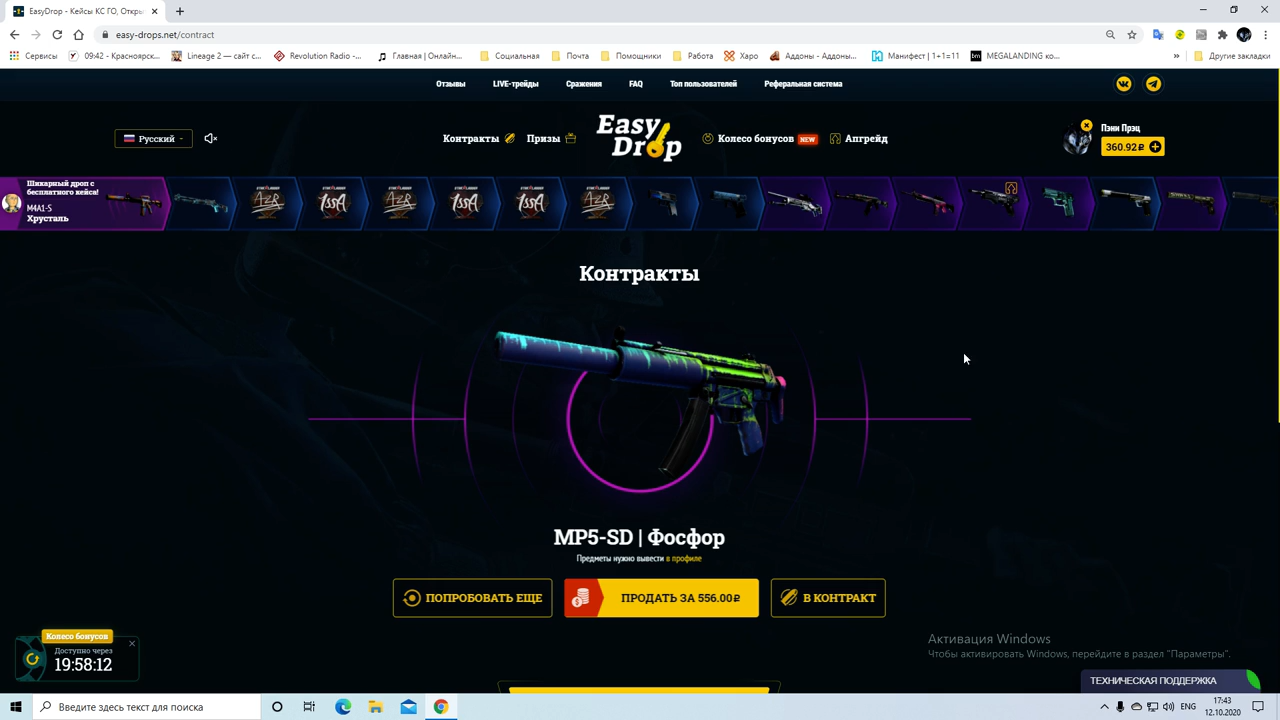 EasyDrop - Кейсы КС ГО, Откры
easy-drops.net/contract
Сервисы
09:42 - Красноярск...
Lineage 2 — сайт с...
Revolution Radio -...
Главная | Онлайн...
Социальная
Почта
Помощники
Работа
Харо
Аддоны - Аддоны...
Манифест | 1+1=11
bm
MEGALANDING ко...
»
Другие закладки
Отзывы
LIVE-трейды
Сражения
FAQ
Топ пользователей
Реферальная система
Русский
Контракты
Призы
Easy
Drop
Колесо бонусов
NEW
Апгрейд
Пэни Прэц
360.92₽
Шикарный дроп с
бесплатного кейса!
M4A1-S
Хрусталь
Контракты
MP5-SD | Фосфор
Предметы нужно вывести в профиле
ПОПРОБОВАТЬ ЕЩЕ
ПРОДАТЬ ЗА 556.00₽
В КОНТРАКТ
Колесо бонусов
Доступно через
19:58:12
Активация Windows
Чтобы активировать Windows, перейдите в раздел "Параметры".
ТЕХНИЧЕСКАЯ ПОДДЕРЖКА
Введите здесь текст для поиска
ENG
17:43
12.10.2020